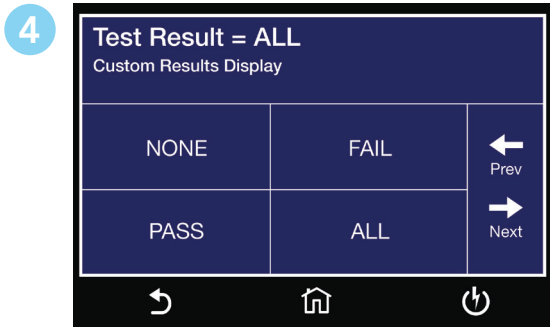 4
Test Result = ALL
Custom Results Display
NONE
FAIL
Prev
PASS
ALL
Next